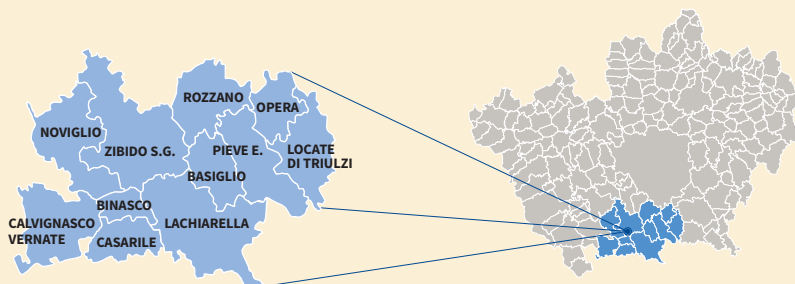 ROZZANO
OPERA
NOVIGLIO
ZIBIDO S.G.
PIEVE E.
LOCATE
DI TRIULZI
BASIGLIO
BINASCO
LACHIARELLA
CALVIGNASCO
VERNATE
CASARILE